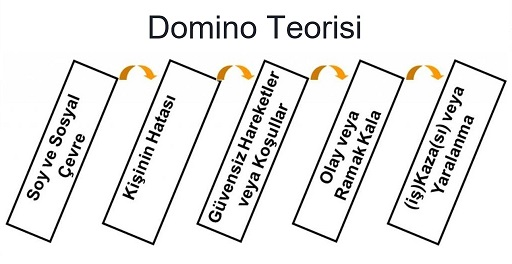 Domino Teorisi
Soy ve Sosyal
Çevre
Kişinin Hatası
Güvensiz Hareketler
veya Koşullar
Olay veya
Ramak Kala
(iş)Kaza(sı) veya
Yaralanma